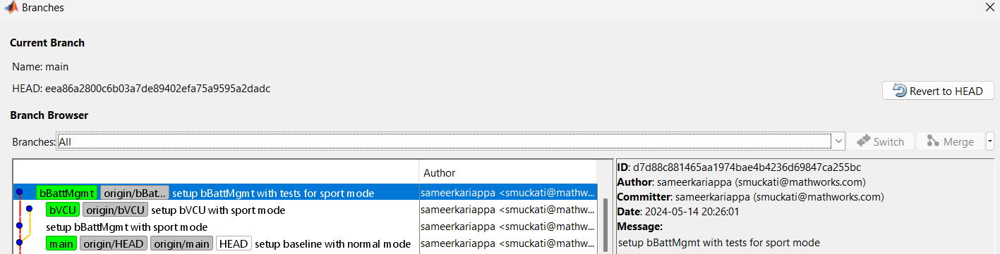 Branches
Current Branch
Name: main
HEAD: eea86a2800c6b03a7de89402efa75a9595a2dadc
Revert to HEAD
Branch Browser
Branches: All Switch Merge
Author
bBattMgmt origin/bBat... setup bBattMgmt with tests for sport mode sameerkariappa <smuckati@mathw...
bVCU origin/bVCU setup bVCU with sport mode sameerkariappa <smuckati@mathw...
setup bBattMgmt with sport mode sameerkariappa <smuckati@mathw...
main origin/HEAD origin/main HEAD setup baseline with normal mode sameerkariappa <smuckati@mathw...
ID: d7d88c881465aa1974bae4b4236d69847ca255bc
Author: sameerkariappa (smuckati@mathworks.com)
Committer: sameerkariappa (smuckati@mathworks.com)
Date: 2024-05-14 20:26:01
Message:
setup bBattMgmt with tests for sport mode